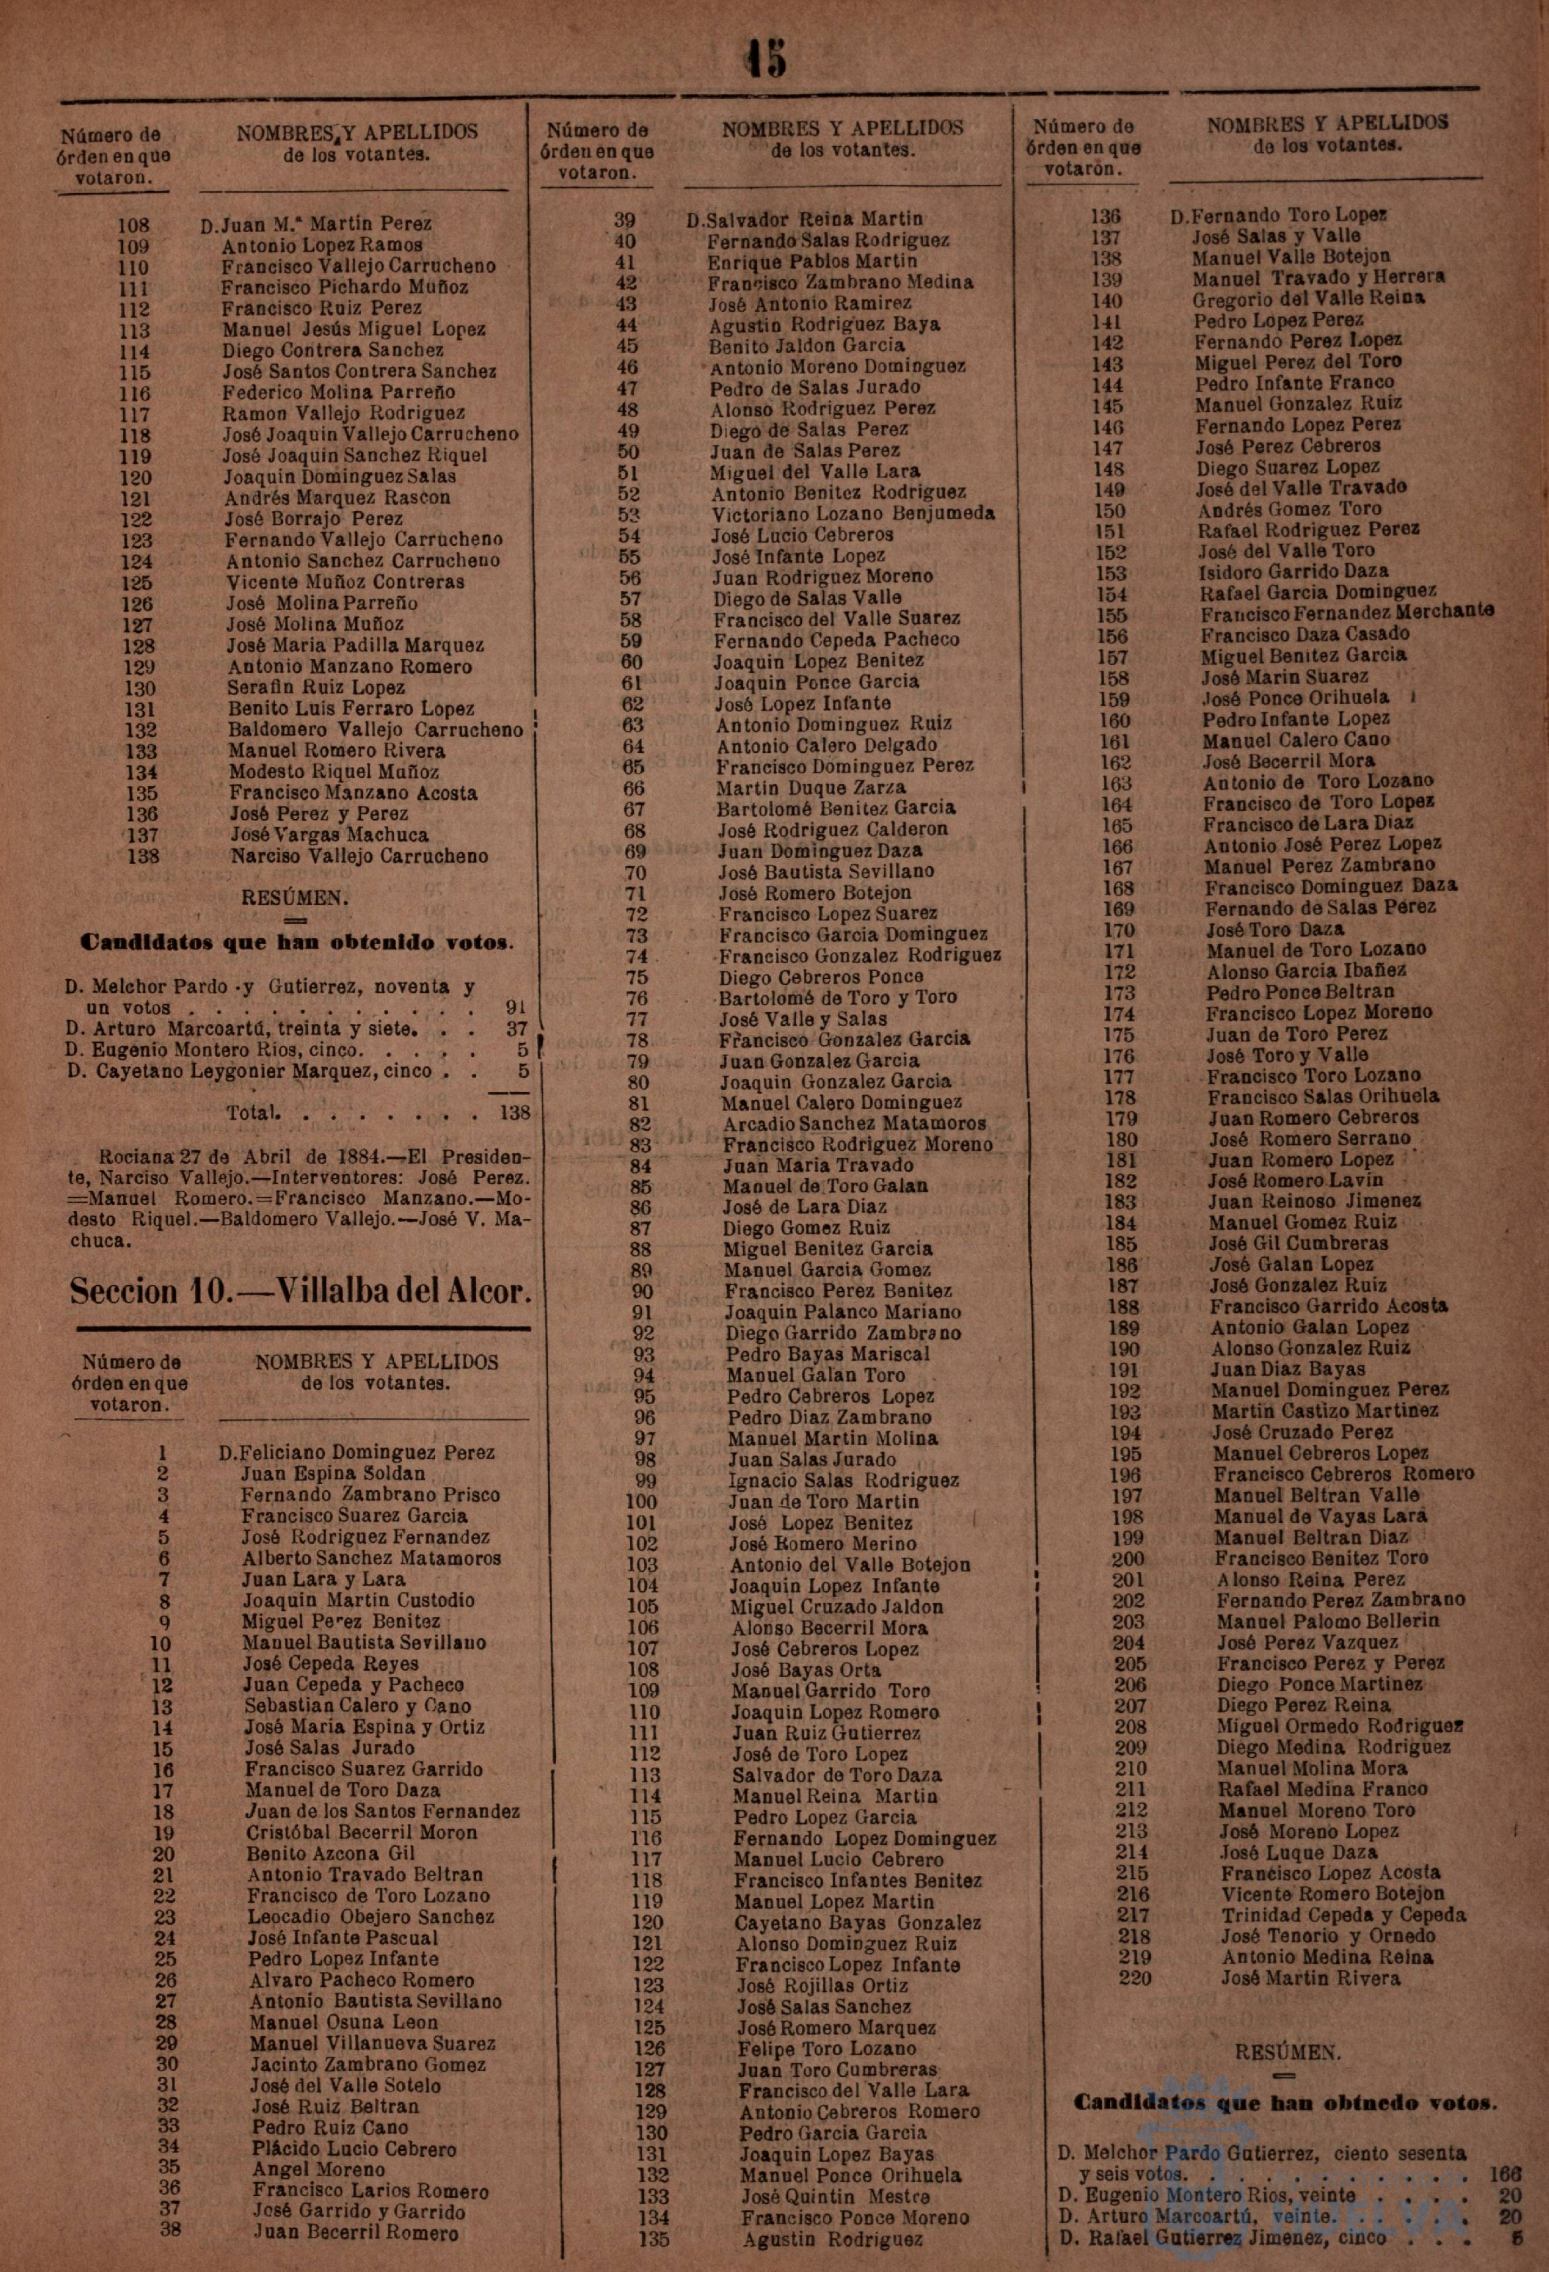 15
Número de
órden en que
votaron.
NOMBRES Y APELLIDOS
de los votantes.
108 D. Juan M.ª Martin Perez
109 Antonio Lopez Ramos
110 Francisco Vallejo Carrucheno
111 Francisco Pichardo Muñoz
112 Francisco Ruiz Perez
113 Manuel Jesús Miguel Lopez
114 Diego Contrera Sanchez
115 José Santos Contrera Sanchez
116 Federico Molina Parreño
117 Ramon Vallejo Rodriguez
118 José Joaquin Vallejo Carrucheno
119 José Joaquin Sanchez Riquel
120 Joaquin Dominguez Salas
121 Andrés Marquez Rascon
122 José Borrajo Perez
123 Fernando Vallejo Carrucheno
124 Antonio Sanchez Carrucheno
125 Vicente Muñoz Contreras
126 José Molina Parreño
127 José Molina Muñoz
128 José Maria Padilla Marquez
129 Antonio Manzano Romero
130 Serafin Ruiz Lopez
131 Benito Luis Ferraro Lopez
132 Baldomero Vallejo Carrucheno
133 Manuel Romero Rivera
134 Modesto Riquel Muñoz
135 Francisco Manzano Acosta
136 José Perez y Perez
137 José Vargas Machuca
138 Narciso Vallejo Carrucheno
RESÚMEN.
Candidatos que han obtenido votos.
D. Melchor Pardo y Gutierrez, noventa y
un votos . . . . . . . . . . . 91
D. Arturo Marcoartú, treinta y siete. . . 37
D. Eugenio Montero Rios, cinco. . . . . 5
D. Cayetano Leygonier Marquez, cinco . . 5
Total. . . . . . . . . 138
Rociana 27 de Abril de 1884.—El Presiden-
te, Narciso Vallejo.—Interventores: José Perez.
=Manuel Romero.=Francisco Manzano.—Mo-
desto Riquel.—Baldomero Vallejo.—José V. Ma-
chuca.
Seccion 10.—Villalba del Alcor.
Número de
órden en que
votaron.
NOMBRES Y APELLIDOS
de los votantes.
1 D. Feliciano Dominguez Perez
2 Juan Espina Soldan
3 Fernando Zambrano Prisco
4 Francisco Suarez Garcia
5 José Rodriguez Fernandez
6 Alberto Sanchez Matamoros
7 Juan Lara y Lara
8 Joaquin Martin Custodio
9 Miguel Perez Benitez
10 Manuel Bautista Sevillano
11 José Cepeda Reyes
12 Juan Cepeda y Pacheco
13 Sebastian Calero y Cano
14 José Maria Espina y Ortiz
15 José Salas Jurado
16 Francisco Suarez Garrido
17 Manuel de Toro Daza
18 Juan de los Santos Fernandez
19 Cristóbal Becerril Moron
20 Benito Azcona Gil
21 Antonio Travado Beltran
22 Francisco de Toro Lozano
23 Leocadio Obejero Sanchez
24 José Infante Pascual
25 Pedro Lopez Infante
26 Alvaro Pacheco Romero
27 Antonio Bautista Sevillano
28 Manuel Osuna Leon
29 Manuel Villanueva Suarez
30 Jacinto Zambrano Gomez
31 José del Valle Sotelo
32 José Ruiz Beltran
33 Pedro Ruiz Cano
34 Plácido Lucio Cebrero
35 Angel Moreno
36 Francisco Larios Romero
37 José Garrido y Garrido
38 Juan Becerril Romero
Número de
órden en que
votaron.
NOMBRES Y APELLIDOS
de los votantes.
39 D. Salvador Reina Martin
40 Fernando Salas Rodriguez
41 Enrique Pablos Martin
42 Francisco Zambrano Medina
43 José Antonio Ramirez
44 Agustin Rodriguez Baya
45 Benito Jaldon Garcia
46 Antonio Moreno Dominguez
47 Pedro de Salas Jurado
48 Alonso Rodriguez Perez
49 Diego de Salas Perez
50 Juan de Salas Perez
51 Miguel del Valle Lara
52 Antonio Benitez Rodriguez
53 Victoriano Lozano Benjumeda
54 José Lucio Cebreros
55 José Infante Lopez
56 Juan Rodriguez Moreno
57 Diego de Salas Valle
58 Francisco del Valle Suarez
59 Fernando Cepeda Pacheco
60 Joaquin Lopez Benitez
61 Joaquin Ponce Garcia
62 José Lopez Infante
63 Antonio Dominguez Ruiz
64 Antonio Calero Delgado
65 Francisco Dominguez Perez
66 Martin Duque Zarza
67 Bartolomé Benitez Garcia
68 José Rodriguez Calderon
69 Juan Dominguez Daza
70 José Bautista Sevillano
71 José Romero Botejon
72 Francisco Lopez Suarez
73 Francisco Garcia Dominguez
74 Francisco Gonzalez Rodriguez
75 Diego Cebreros Ponce
76 Bartolomé de Toro y Toro
77 José Valle y Salas
78 Francisco Gonzalez Garcia
79 Juan Gonzalez Garcia
80 Joaquin Gonzalez Garcia
81 Manuel Calero Dominguez
82 Arcadio Sanchez Matamoros
83 Francisco Rodriguez Moreno
84 Juan Maria Travado
85 Manuel de Toro Galan
86 José de Lara Diaz
87 Diego Gomez Ruiz
88 Miguel Benitez Garcia
89 Manuel Garcia Gomez
90 Francisco Perez Benitez
91 Joaquin Palanco Mariano
92 Diego Garrido Zambrano
93 Pedro Bayas Mariscal
94 Manuel Galan Toro
95 Pedro Cebreros Lopez
96 Pedro Diaz Zambrano
97 Manuel Martin Molina
98 Juan Salas Jurado
99 Ignacio Salas Rodriguez
100 Juan de Toro Martin
101 José Lopez Benitez
102 José Romero Merino
103 Antonio del Valle Botejon
104 Joaquin Lopez Infante
105 Miguel Cruzado Jaldon
106 Alonso Becerril Mora
107 José Cebreros Lopez
108 José Bayas Orta
109 Manuel Garrido Toro
110 Joaquin Lopez Romero
111 Juan Ruiz Gutierrez
112 José de Toro Lopez
113 Salvador de Toro Daza
114 Manuel Reina Martin
115 Pedro Lopez Garcia
116 Fernando Lopez Dominguez
117 Manuel Lucio Cebrero
118 Francisco Infantes Benitez
119 Manuel Lopez Martin
120 Cayetano Bayas Gonzalez
121 Alonso Dominguez Ruiz
122 Francisco Lopez Infante
123 José Rojillas Ortiz
124 José Salas Sanchez
125 José Romero Marquez
126 Felipe Toro Lozano
127 Juan Toro Cumbreras
128 Francisco del Valle Lara
129 Antonio Cebreros Romero
130 Pedro Garcia Garcia
131 Joaquin Lopez Bayas
132 Manuel Ponce Orihuela
133 José Quintin Mestre
134 Francisco Ponce Moreno
135 Agustin Rodriguez
Número de
órden en que
votaron.
NOMBRES Y APELLIDOS
de los votantes.
136 D. Fernando Toro Lopez
137 José Salas y Valle
138 Manuel Valle Botejon
139 Manuel Travado y Herrera
140 Gregorio del Valle Reina
141 Pedro Lopez Perez
142 Fernando Perez Lopez
143 Miguel Perez del Toro
144 Pedro Infante Franco
145 Manuel Gonzalez Ruiz
146 Fernando Lopez Perez
147 José Perez Cebreros
148 Diego Suarez Lopez
149 José del Valle Travado
150 Andrés Gomez Toro
151 Rafael Rodriguez Perez
152 José del Valle Toro
153 Isidoro Garrido Daza
154 Rafael Garcia Dominguez
155 Francisco Fernandez Merchante
156 Francisco Daza Casado
157 Miguel Benitez Garcia
158 José Marin Suarez
159 José Ponce Orihuela
160 Pedro Infante Lopez
161 Manuel Calero Cano
162 José Becerril Mora
163 Antonio de Toro Lozano
164 Francisco de Toro Lopez
165 Francisco de Lara Diaz
166 Antonio José Perez Lopez
167 Manuel Perez Zambrano
168 Francisco Dominguez Daza
169 Fernando de Salas Perez
170 José Toro Daza
171 Manuel de Toro Lozano
172 Alonso Garcia Ibañez
173 Pedro Ponce Beltran
174 Francisco Lopez Moreno
175 Juan de Toro Perez
176 José Toro y Valle
177 Francisco Toro Lozano
178 Francisco Salas Orihuela
179 Juan Romero Cebreros
180 José Romero Serrano
181 Juan Romero Lopez
182 José Romero Lavin
183 Juan Reinoso Jimenez
184 Manuel Gomez Ruiz
185 José Gil Cumbreras
186 José Galan Lopez
187 José Gonzalez Ruiz
188 Francisco Garrido Acosta
189 Antonio Galan Lopez
190 Alonso Gonzalez Ruiz
191 Juan Diaz Bayas
192 Manuel Dominguez Perez
193 Martin Castizo Martinez
194 José Cruzado Perez
195 Manuel Cebreros Lopez
196 Francisco Cebreros Romero
197 Manuel Beltran Valle
198 Manuel de Vayas Lara
199 Manuel Beltran Diaz
200 Francisco Benitez Toro
201 Alonso Reina Perez
202 Fernando Perez Zambrano
203 Manuel Palomo Bellerin
204 José Perez Vazquez
205 Francisco Perez y Perez
206 Diego Ponce Martinez
207 Diego Perez Reina
208 Miguel Ormedo Rodriguez
209 Diego Medina Rodriguez
210 Manuel Molina Mora
211 Rafael Medina Franco
212 Manuel Moreno Toro
213 José Moreno Lopez
214 José Luque Daza
215 Francisco Lopez Acosta
216 Vicente Romero Botejon
217 Trinidad Cepeda y Cepeda
218 José Tenorio y Ornedo
219 Antonio Medina Reina
220 José Martin Rivera
RESÚMEN.
Candidatos que han obtnedo votos.
D. Melchor Pardo Gutierrez, ciento sesenta
y seis votos. . . . . . . . . . . . 166
D. Eugenio Montero Rios, veinte . . . . 20
D. Arturo Marcoartú, veinte. . . . . . 20
D. Rafael Gutierrez Jimenez, cinco . . . 5